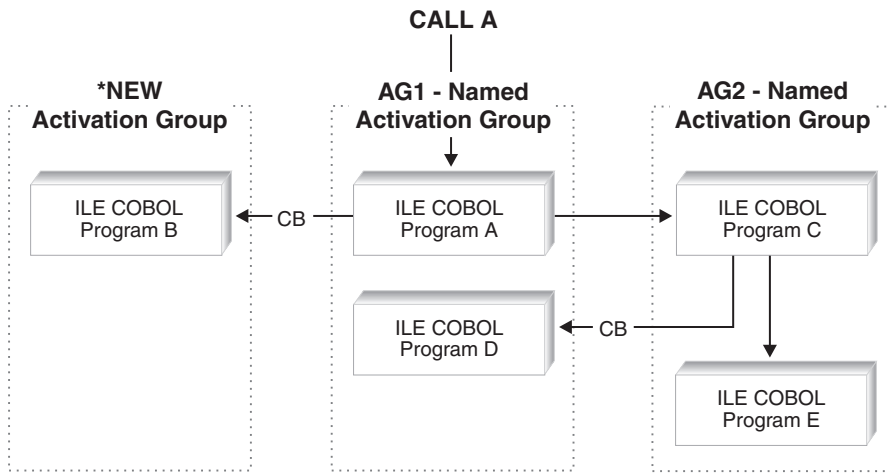 CALL A
*NEW
Activation Group
AG1 - Named
Activation Group
AG2 - Named
Activation Group
ILE COBOL
Program B
CB
ILE COBOL
Program A
ILE COBOL
Program C
ILE COBOL
Program D
CB
ILE COBOL
Program E